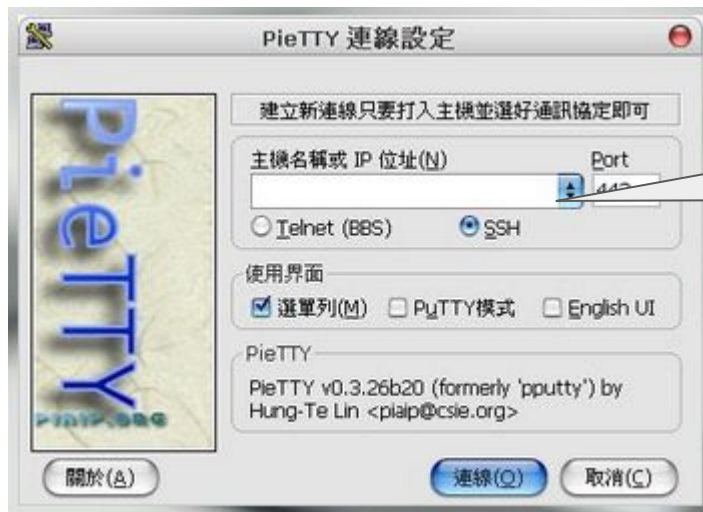 PieTTY 連線設定
PieTTY
PIAIP.ORG
建立新連線只要打入主機並選好通訊協定即可
主機名稱或 IP 位址(N)
Port
Telnet (BBS)
SSH
使用界面
選單列(M)
PuTTY模式
English UI
PieTTY
PieTTY v0.3.26b20 (formerly 'pputty') by
Hung-Te Lin <piaip@csie.org>
關於(A)
連線(O)
取消(C)